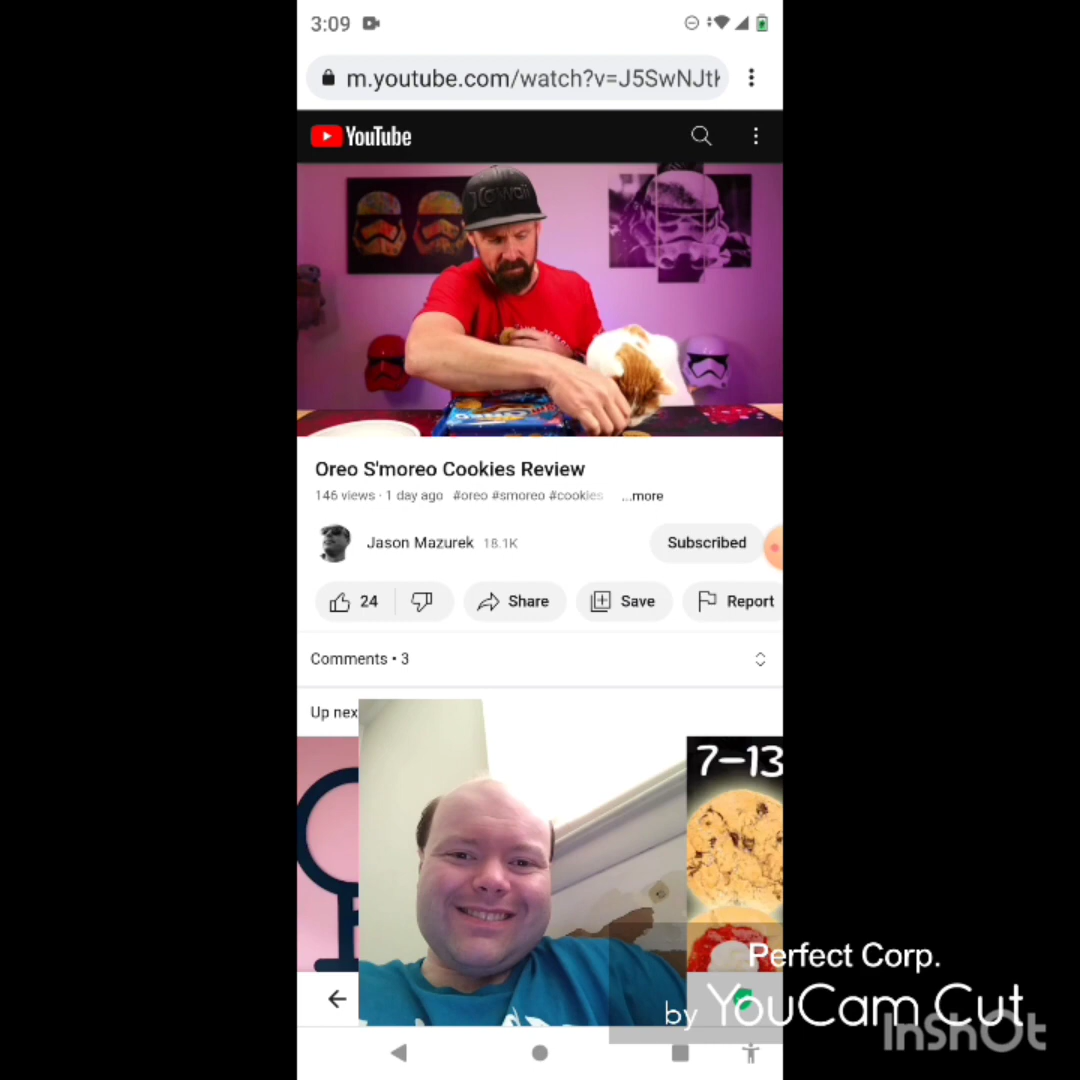 3:09
m.youtube.com/watch?v=J5SwNJtk
YouTube
Oreo S'moreo Cookies Review
146 views · 1 day ago #oreo #smoreo #cookies ...more
Jason Mazurek 18.1K
Subscribed
24
Share
Save
Report
Comments • 3
Up nex
7-13
Perfect Corp.
by YouCam Cut
InShOt